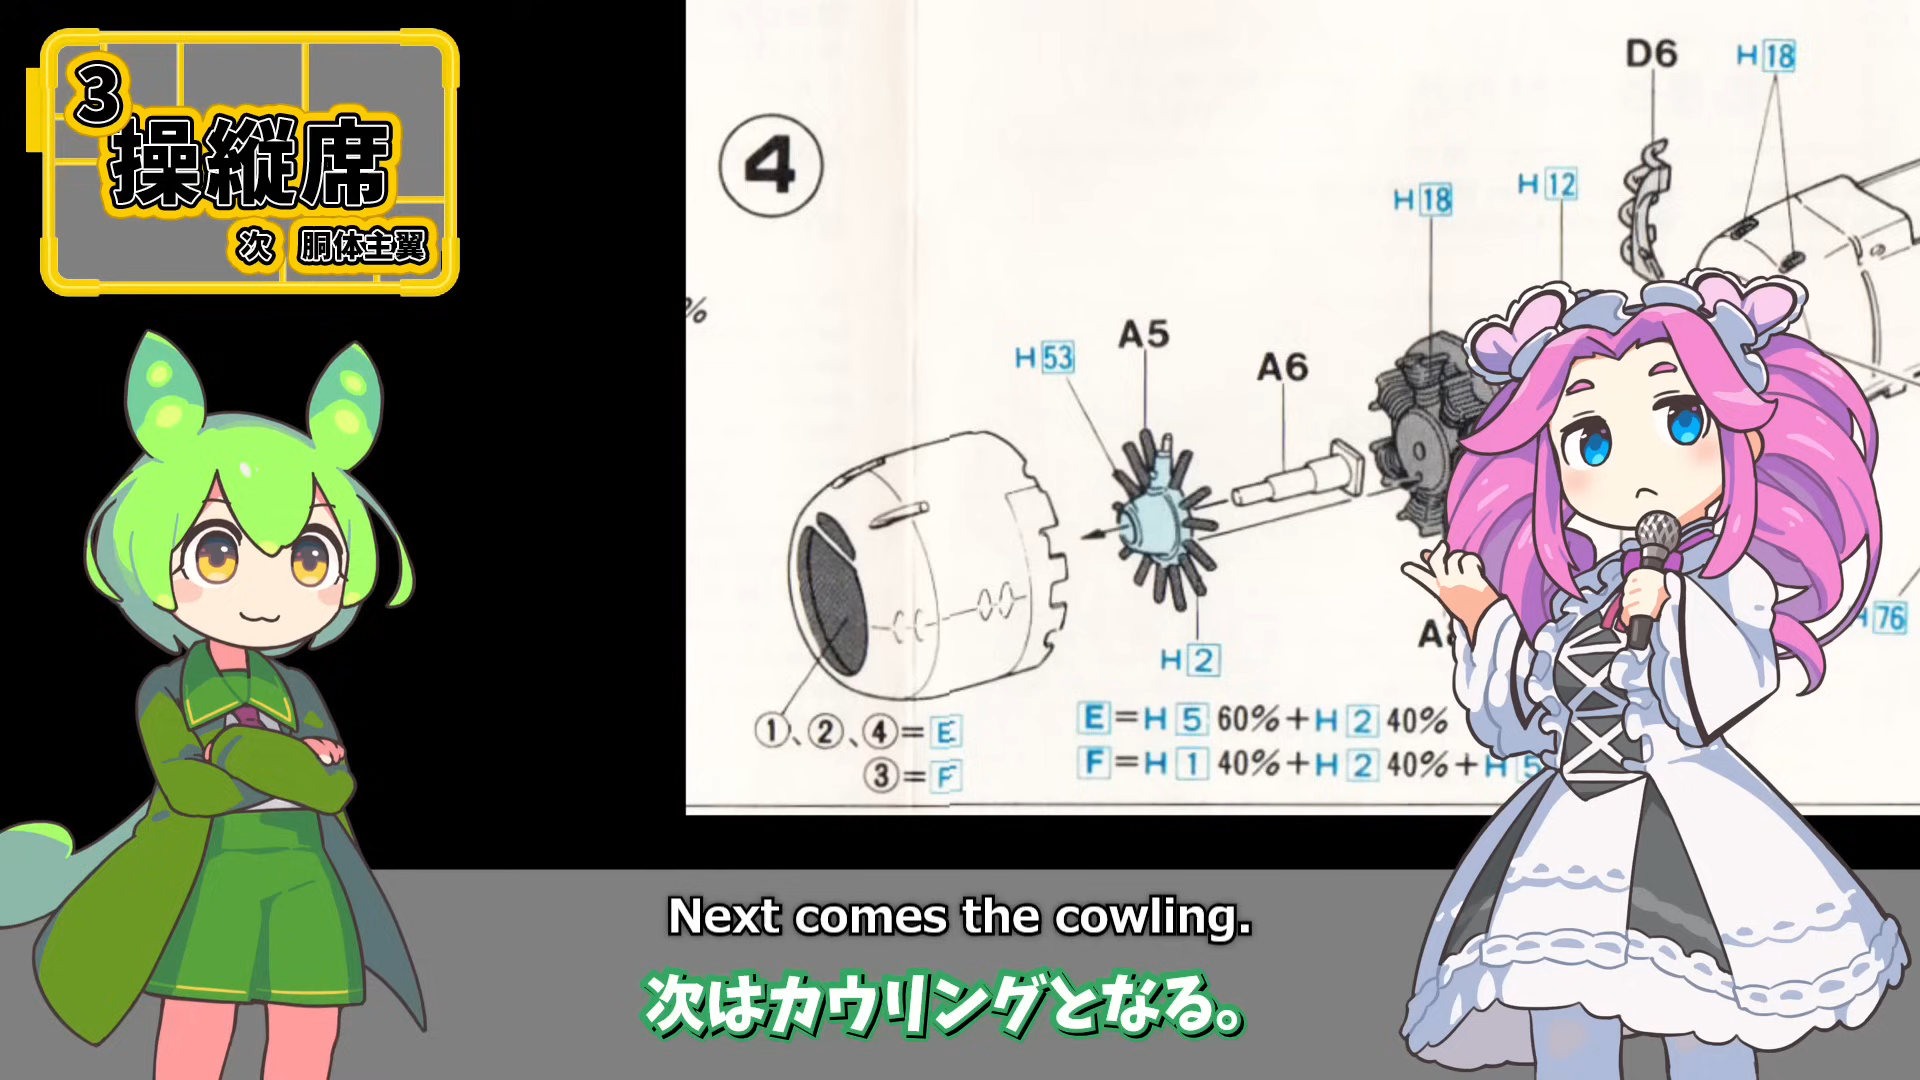 3
操縦席
次 胴体主翼
4
D6
H 18
H 12
H 18
A5
H 53
A6
H 2
H 76
①、②、④=E
③=F
E=H 5 60%+H 2 40%
F=H 1 40%+H 2 40%+H 5
Next comes the cowling.
次はカウリングとなる。